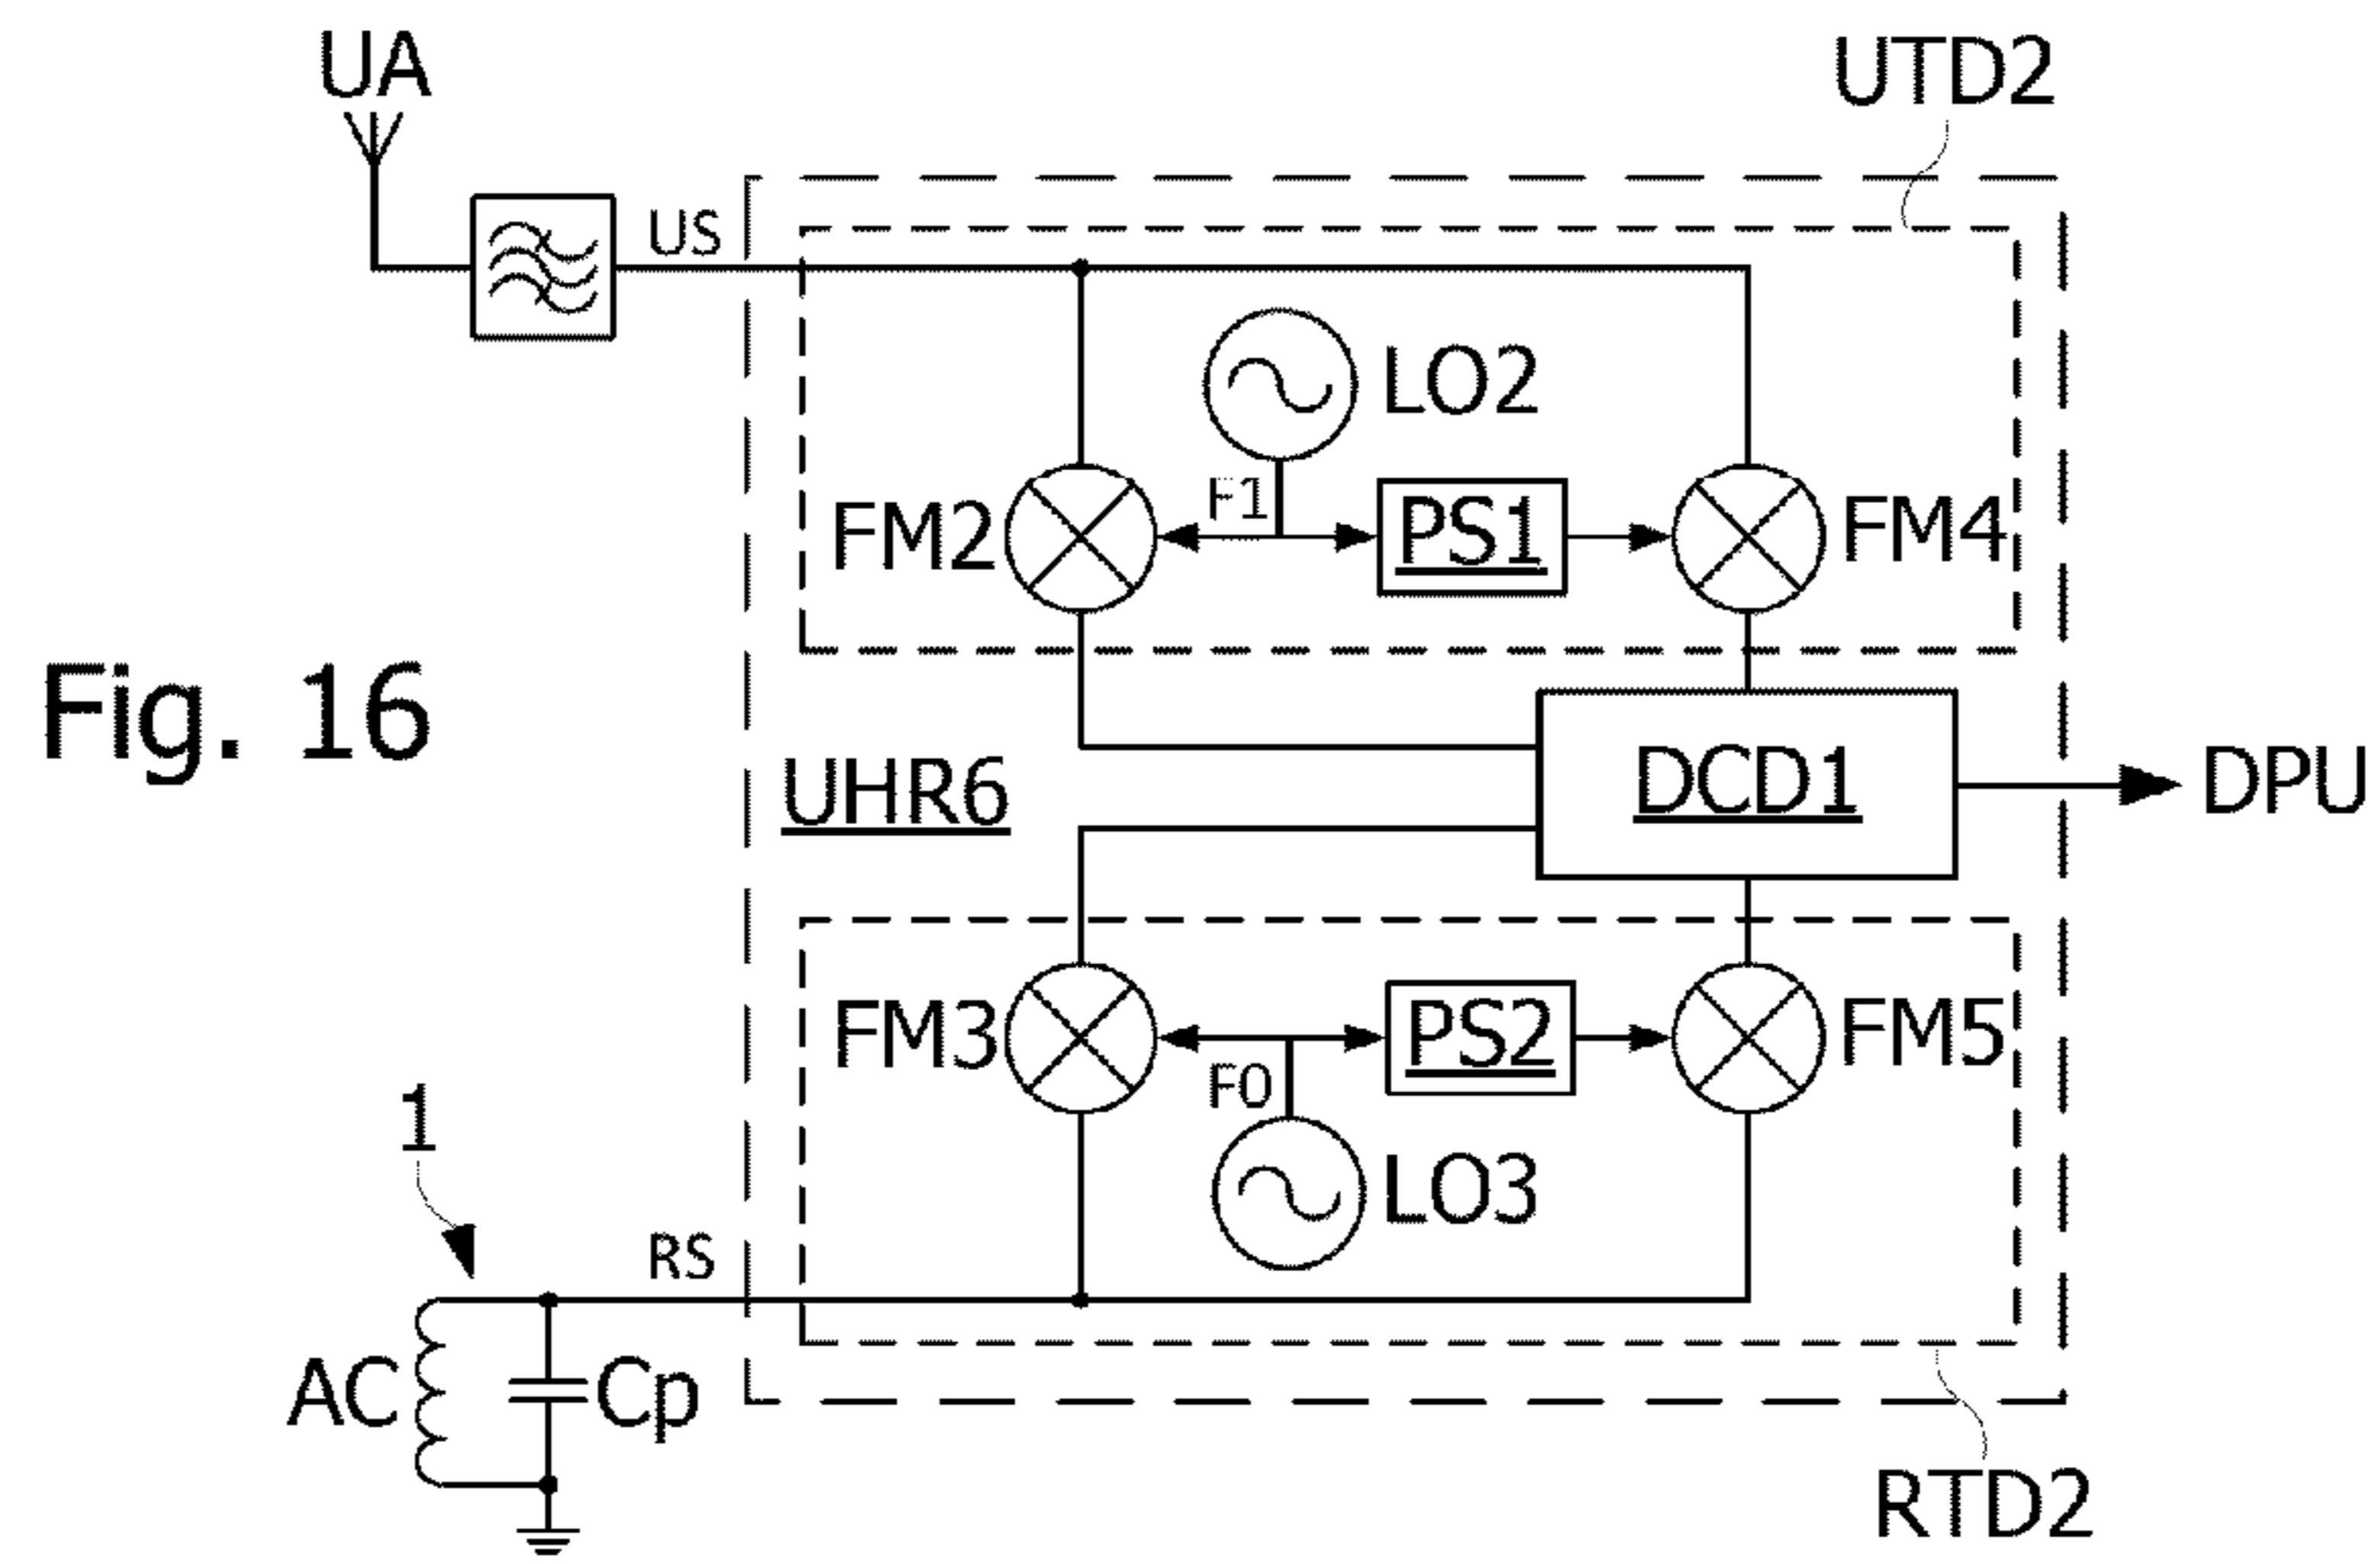 UA
UTD2
US
LO2
F1
FM2
PS1
FM4
Fig. 16
UHR6
DCD1
DPU
FM3
PS2
FM5
F0
1
LO3
RS
AC
Cp
RTD2